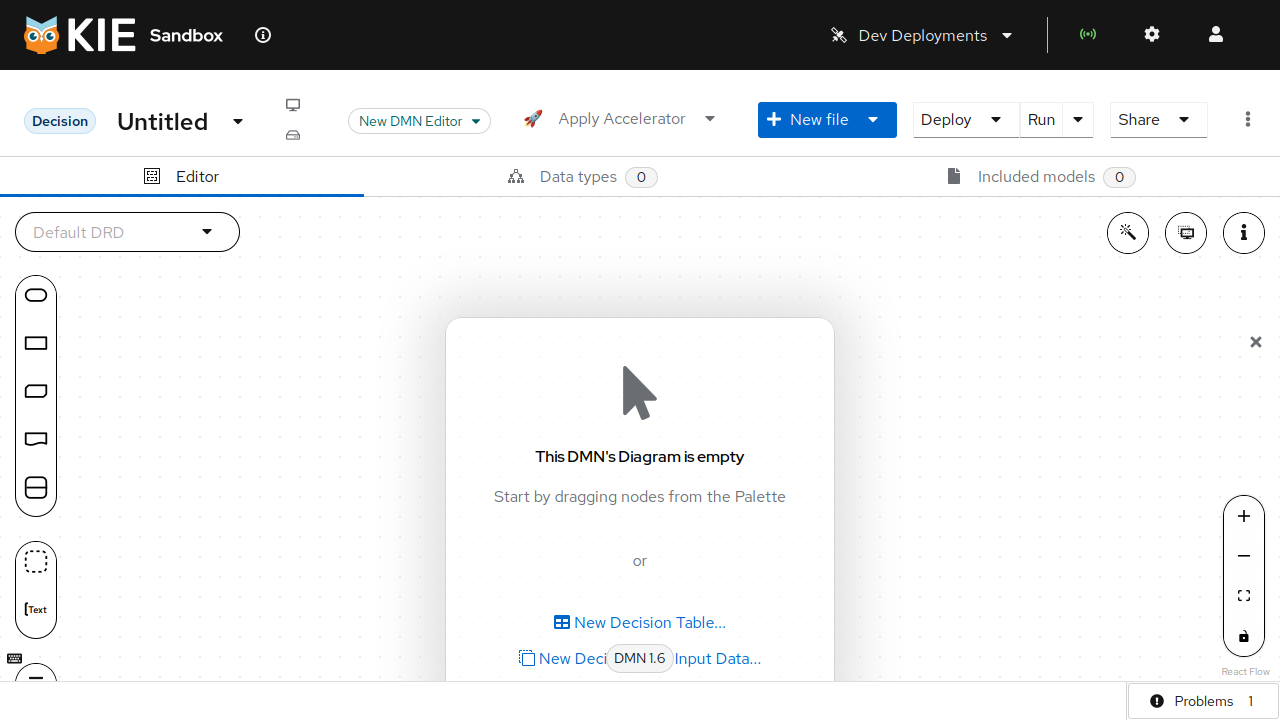 KIE Sandbox
Dev Deployments
Decision
Untitled
New DMN Editor
🚀 Apply Accelerator
New file
Deploy
Run
Share
Editor
Data types 0
Included models 0
Default DRD
Text
This DMN's Diagram is empty
Start by dragging nodes from the Palette
or
New Decision Table...
New Deci
DMN 1.6
Input Data...
React Flow
Problems 1